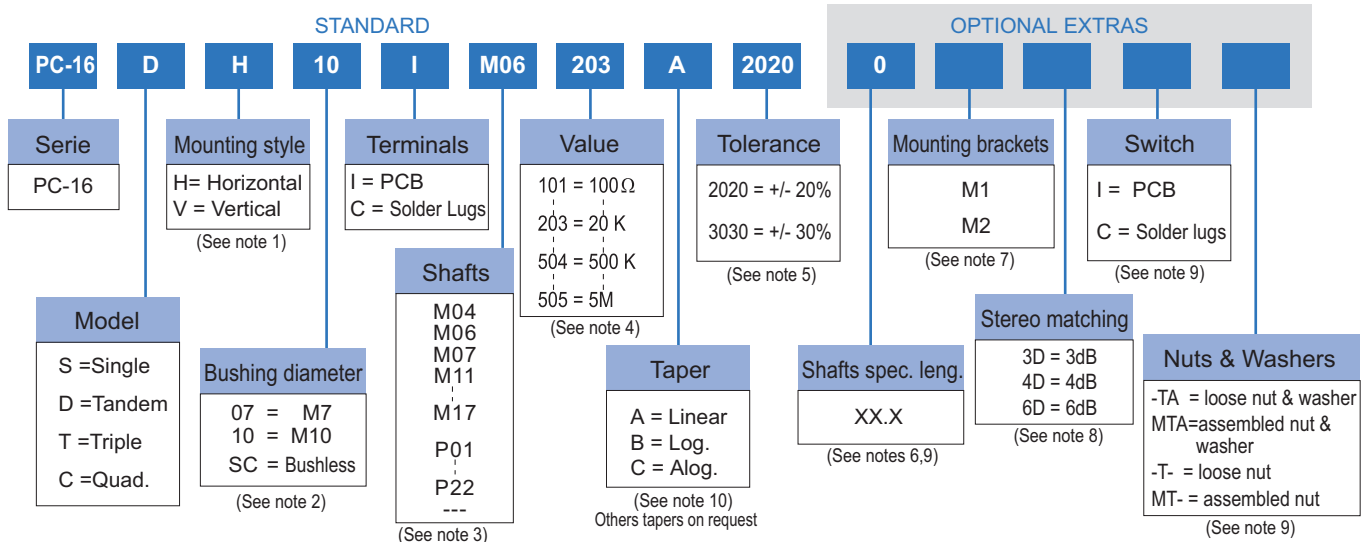 STANDARD
OPTIONAL EXTRAS
PC-16 D H 10 I M06 203 A 2020 0
Serie
PC-16
Mounting style
H= Horizontal
V = Vertical
(See note 1)
Terminals
I = PCB
C = Solder Lugs
Value
101 = 100Ω
203 = 20 K
504 = 500 K
505 = 5M
(See note 4)
Tolerance
2020 = +/- 20%
3030 = +/- 30%
(See note 5)
Mounting brackets
M1
M2
(See note 7)
Switch
I = PCB
C = Solder lugs
(See note 9)
Model
S =Single
D =Tandem
T =Triple
C =Quad.
Bushing diameter
07 = M7
10 = M10
SC = Bushless
(See note 2)
Shafts
M04
M06
M07
M11
M17
P01
P22
---
(See note 3)
Taper
A = Linear
B = Log.
C = Alog.
(See note 10)
Others tapers on request
Shafts spec. leng.
XX.X
(See notes 6,9)
Stereo matching
3D = 3dB
4D = 4dB
6D = 6dB
(See note 8)
Nuts & Washers
-TA = loose nut & washer
MTA=assembled nut &
washer
-T- = loose nut
MT- = assembled nut
(See note 9)